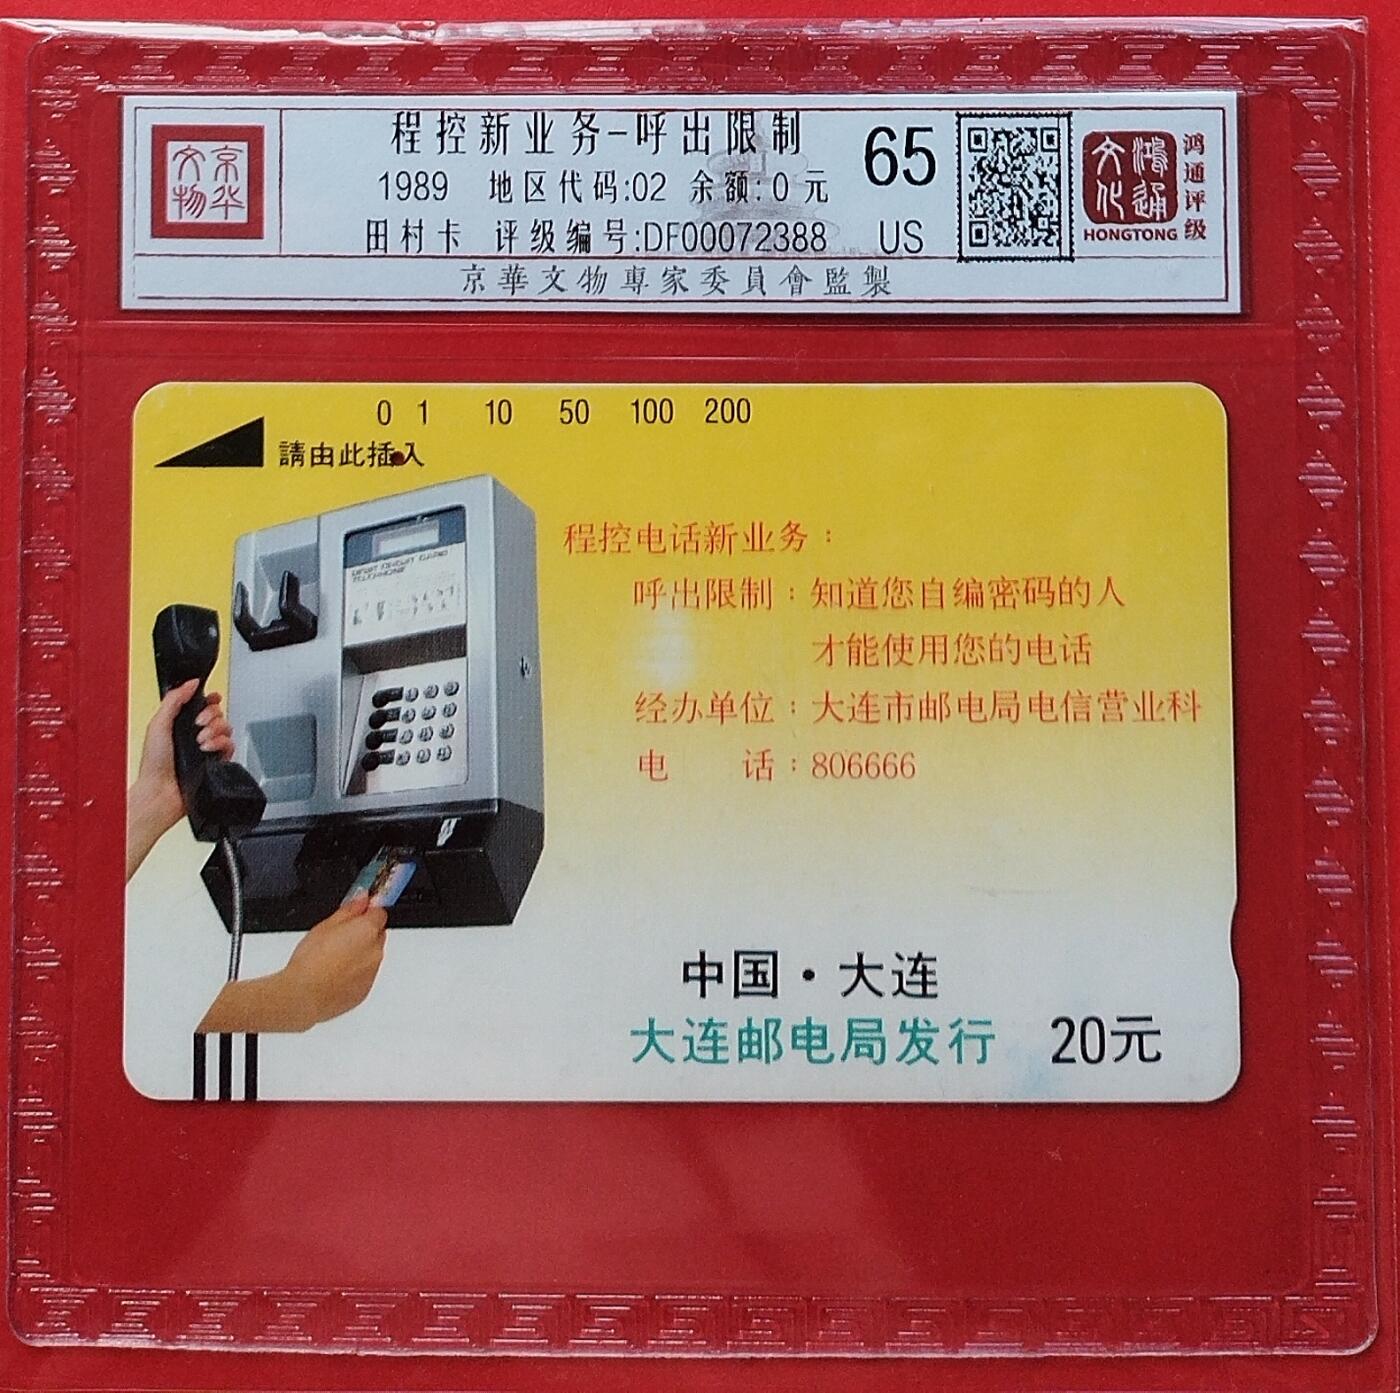 京华文物
程控新业务-呼出限制
1989 地区代码:02 余额:0元
田村卡 评级编号:DF00072388
65
US
鸿通文化
HONGTONG
鸿通评级
京華文物專家委員會監製
0 1 10 50 100 200
請由此插入
程控电话新业务：
呼出限制：知道您自编密码的人
才能使用您的电话
经办单位：大连市邮电局电信营业科
电 话：806666
中国·大连
大连邮电局发行 20元